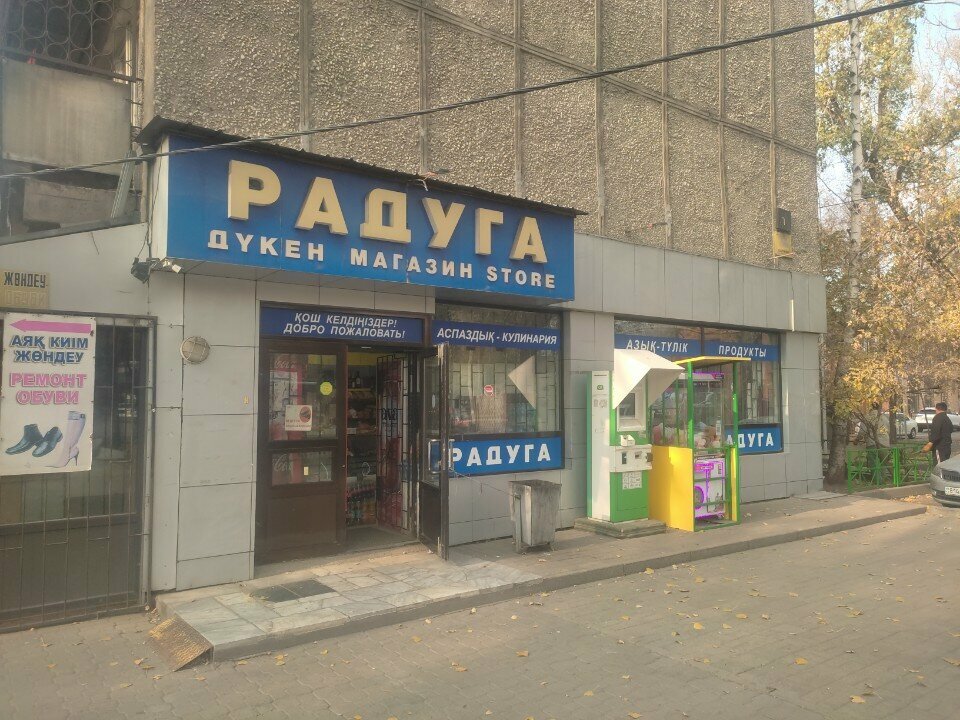 РАДУГА
ДҮКЕН МАГАЗИН STORE
ЖӨНДЕУ
ОБУВИ
АЯҚ КИІМ
ЖӨНДЕУ
РЕМОНТ
ОБУВИ
ҚОШ КЕЛДІҢІЗДЕР!
ДОБРО ПОЖАЛОВАТЬ!
АСПАЗДЫҚ - КУЛИНАРИЯ
АЗЫҚ-ТҮЛІК
ПРОДУКТЫ
РАДУГА
АДУГА